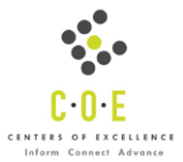 C·O·E
CENTERS OF EXCELLENCE
Inform Connect Advance